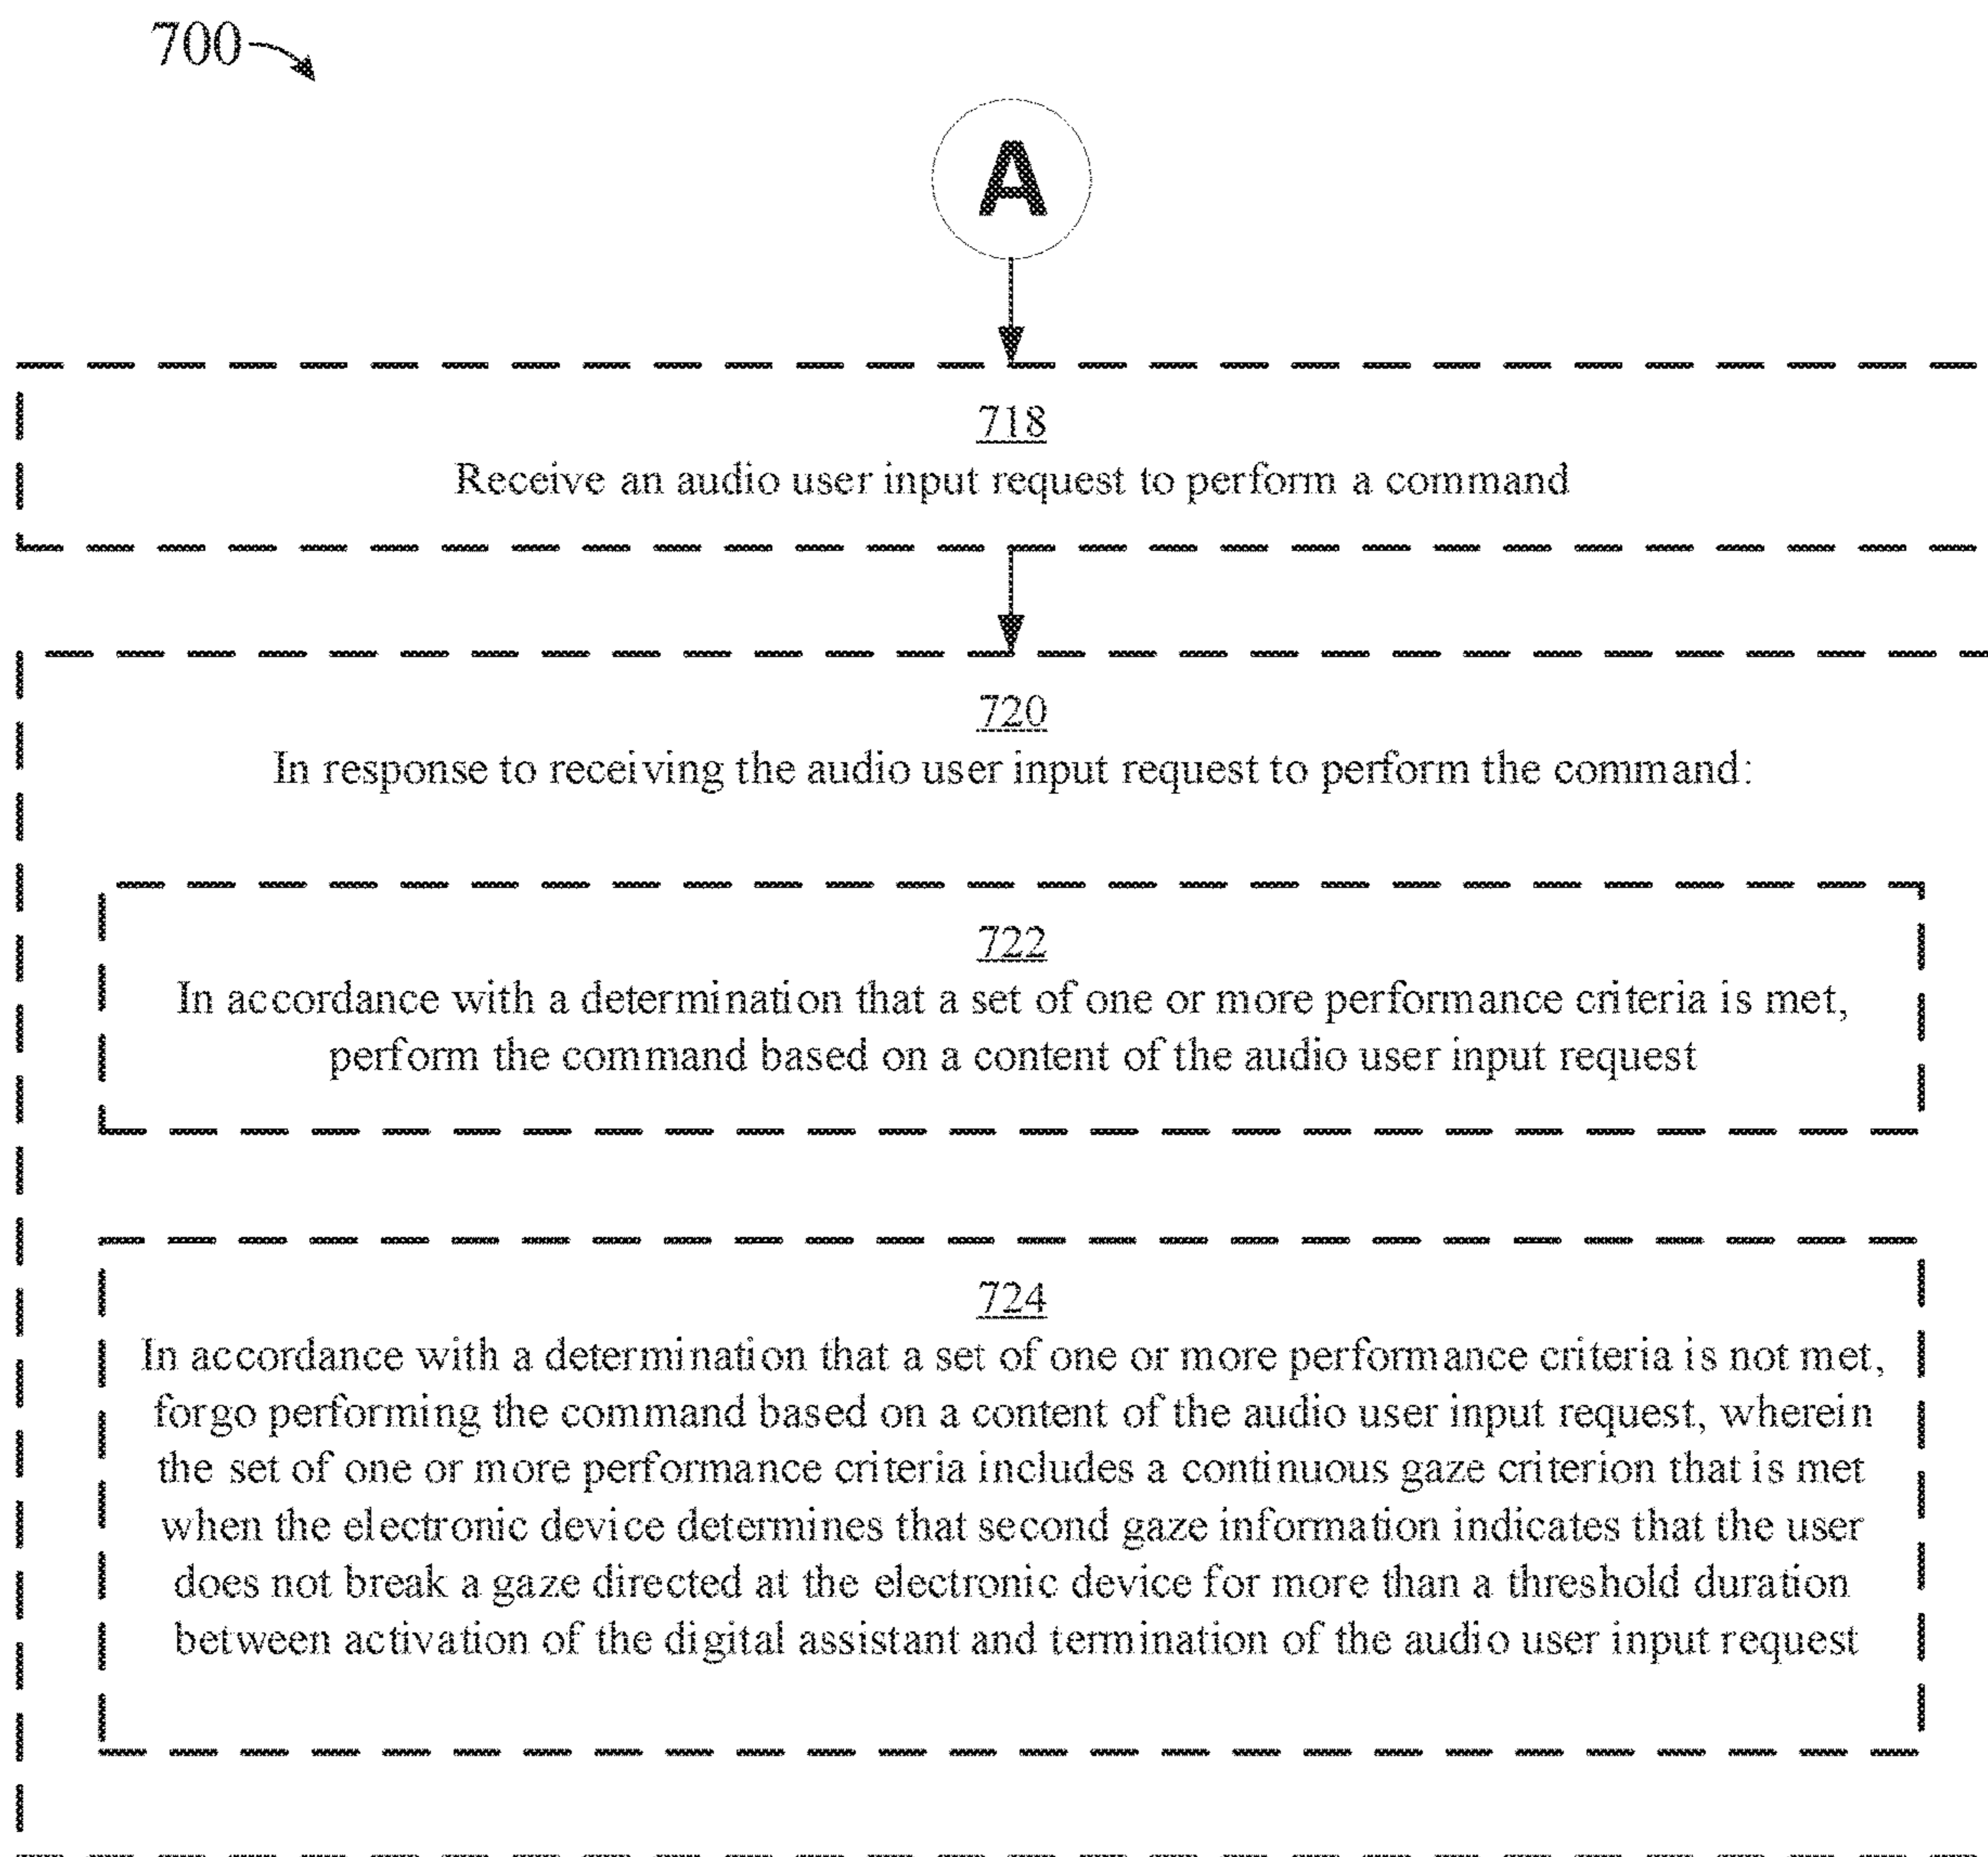 700
A
718
Receive an audio user input request to perform a command
720
In response to receiving the audio user input request to perform the command:
722
In accordance with a determination that a set of one or more performance criteria is met,
perform the command based on a content of the audio user input request
724
In accordance with a determination that a set of one or more performance criteria is not met,
forgo performing the command based on a content of the audio user input request, wherein
the set of one or more performance criteria includes a continuous gaze criterion that is met
when the electronic device determines that second gaze information indicates that the user
does not break a gaze directed at the electronic device for more than a threshold duration
between activation of the digital assistant and termination of the audio user input request